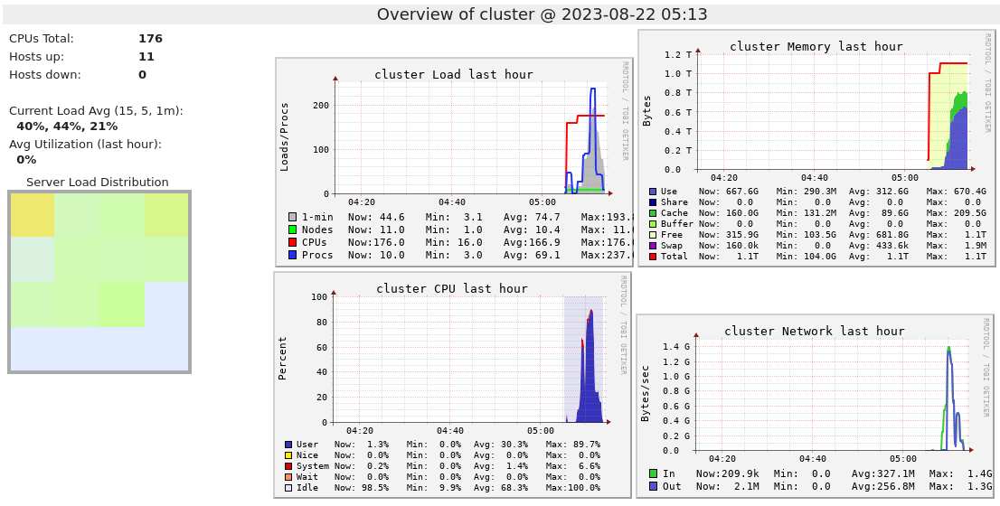 Overview of cluster @ 2023-08-22 05:13
CPUs Total: 176
Hosts up: 11
Hosts down: 0
Current Load Avg (15, 5, 1m):
40%, 44%, 21%
Avg Utilization (last hour):
0%
Server Load Distribution
cluster Load last hour
RRDTOOL / TOBI OETIKER
Loads/Procs
200
100
0
04:20 04:40 05:00
1-min Now: 44.6 Min: 3.1 Avg: 74.7 Max:193.
Nodes Now: 11.0 Min: 1.0 Avg: 10.4 Max: 11.
CPUs Now:176.0 Min: 16.0 Avg:166.9 Max:176.
Procs Now: 10.0 Min: 3.0 Avg: 69.1 Max:237.
cluster Memory last hour
RRDTOOL / TOBI OETIKER
Bytes
1.2 T
1.0 T
0.8 T
0.6 T
0.4 T
0.2 T
0.0
04:20 04:40 05:00
Use Now: 667.6G Min: 290.3M Avg: 312.6G Max: 670.4G
Share Now: 0.0 Min: 0.0 Avg: 0.0 Max: 0.0
Cache Now: 160.0G Min: 131.2M Avg: 89.6G Max: 209.5G
Buffer Now: 0.0 Min: 0.0 Avg: 0.0 Max: 0.0
Free Now: 315.9G Min: 103.5G Avg: 681.8G Max: 1.1T
Swap Now: 160.0k Min: 0.0 Avg: 433.6k Max: 1.9M
Total Now: 1.1T Min: 104.0G Avg: 1.1T Max: 1.1T
cluster CPU last hour
RRDTOOL / TOBI OETIKER
Percent
100
80
60
40
20
0
04:20 04:40 05:00
User Now: 1.3% Min: 0.0% Avg: 30.3% Max: 89.7%
Nice Now: 0.0% Min: 0.0% Avg: 0.0% Max: 0.0%
System Now: 0.2% Min: 0.0% Avg: 1.4% Max: 6.6%
Wait Now: 0.0% Min: 0.0% Avg: 0.0% Max: 0.0%
Idle Now: 98.5% Min: 9.9% Avg: 68.3% Max:100.0%
cluster Network last hour
RRDTOOL / TOBI OETIKER
Bytes/sec
1.4 G
1.2 G
1.0 G
0.8 G
0.6 G
0.4 G
0.2 G
0.0
04:20 04:40 05:00
In Now:209.9k Min: 0.0 Avg:327.1M Max: 1.4G
Out Now: 2.1M Min: 0.0 Avg:256.8M Max: 1.3G